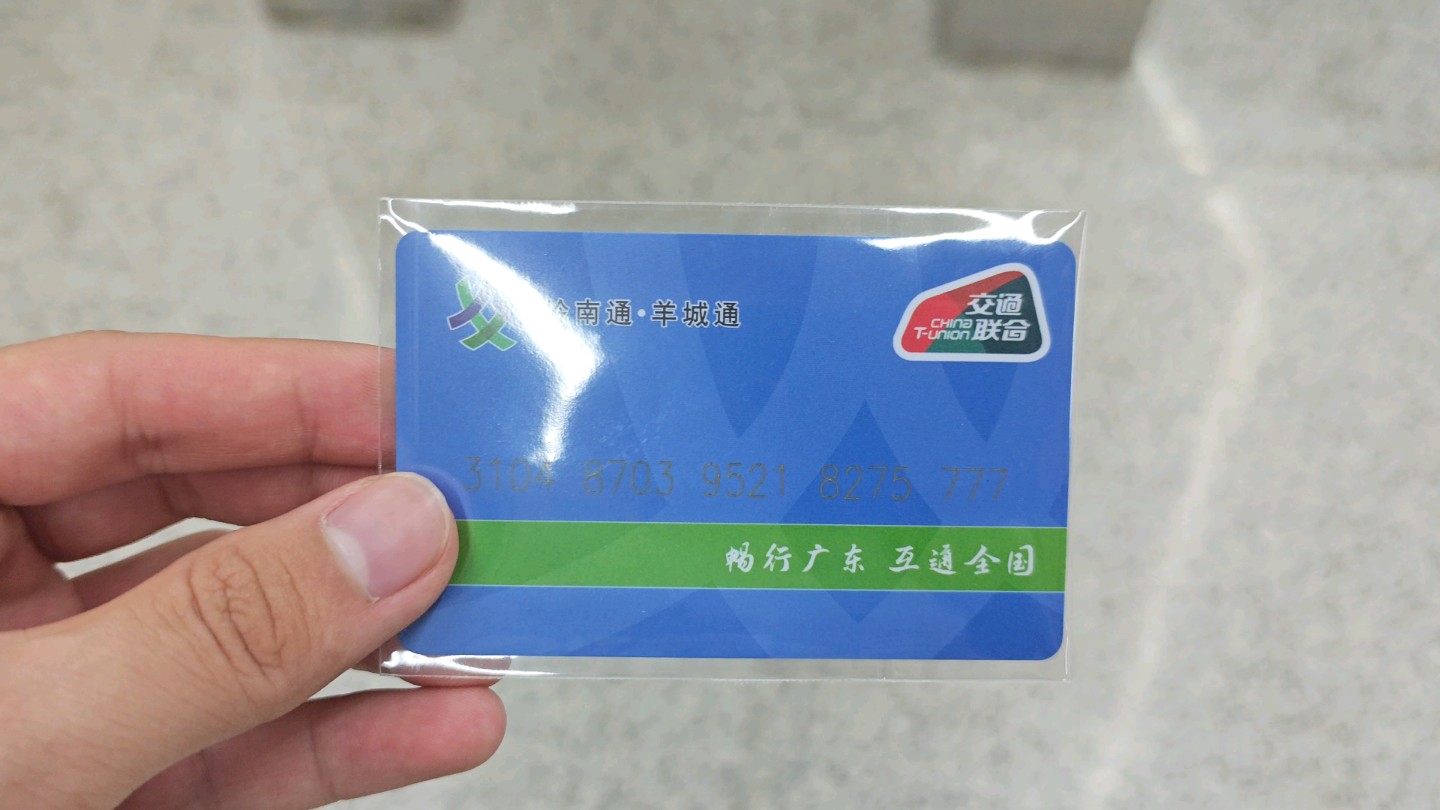 岭南通·羊城通
交通
CHINA
T-UNION 联合
3104 8703 9521 8275 777
畅行广东 互通全国